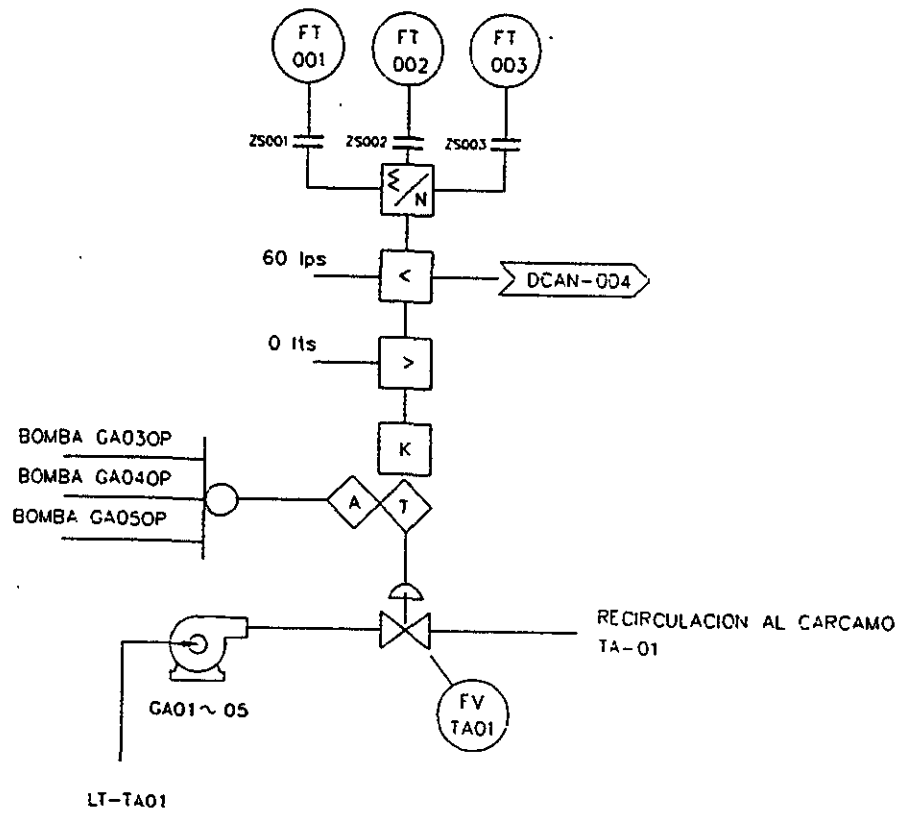 FT
001
FT
002
FT
003
ZS001
ZS002
ZS003
Σ/N
60 lps
<
DCAN-004
0 lts
>
K
BOMBA GA03OP
BOMBA GA04OP
BOMBA GA05OP
A
T
RECIRCULACION AL CARCAMO
TA-01
FV
TA01
GA01~05
LT-TA01